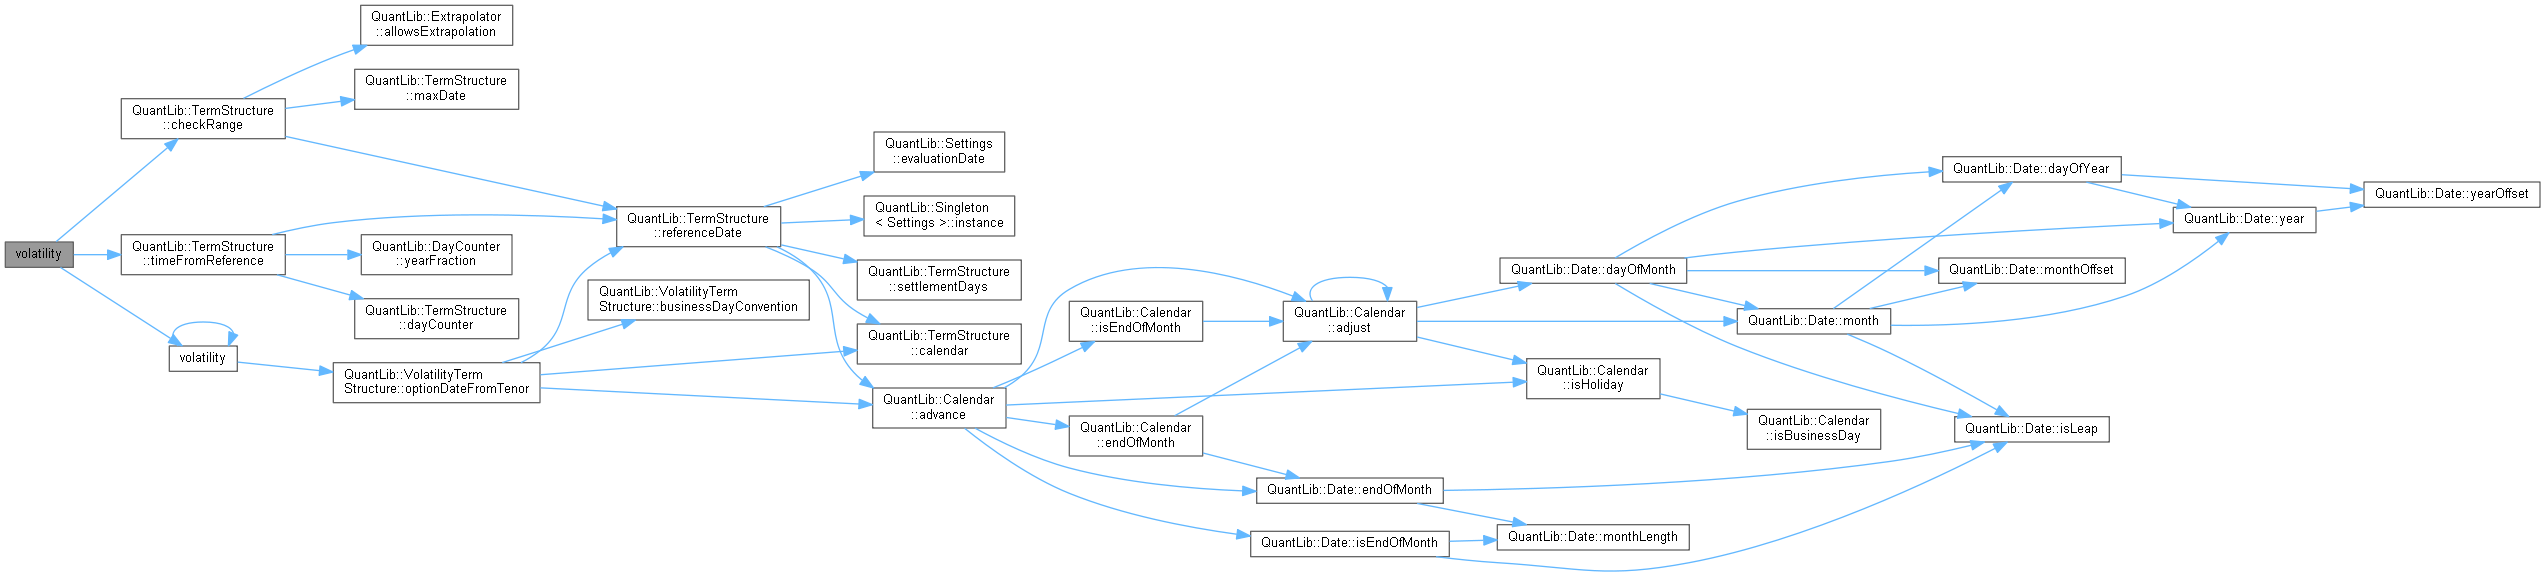 QuantLib::Extrapolator
::allowsExtrapolation
QuantLib::TermStructure
::maxDate
QuantLib::TermStructure
::checkRange
QuantLib::Settings
::evaluationDate
QuantLib::Date::dayOfYear
QuantLib::Date::yearOffset
QuantLib::Singleton
< Settings >::instance
QuantLib::TermStructure
::referenceDate
QuantLib::Date::year
volatility
QuantLib::TermStructure
::timeFromReference
QuantLib::DayCounter
::yearFraction
QuantLib::TermStructure
::settlementDays
QuantLib::Date::dayOfMonth
QuantLib::Date::monthOffset
QuantLib::VolatilityTerm
Structure::businessDayConvention
QuantLib::TermStructure
::dayCounter
QuantLib::Calendar
::isEndOfMonth
QuantLib::Calendar
::adjust
QuantLib::Date::month
QuantLib::TermStructure
::calendar
volatility
QuantLib::VolatilityTerm
Structure::optionDateFromTenor
QuantLib::Calendar
::isHoliday
QuantLib::Calendar
::advance
QuantLib::Calendar
::endOfMonth
QuantLib::Calendar
::isBusinessDay
QuantLib::Date::isLeap
QuantLib::Date::endOfMonth
QuantLib::Date::monthLength
QuantLib::Date::isEndOfMonth